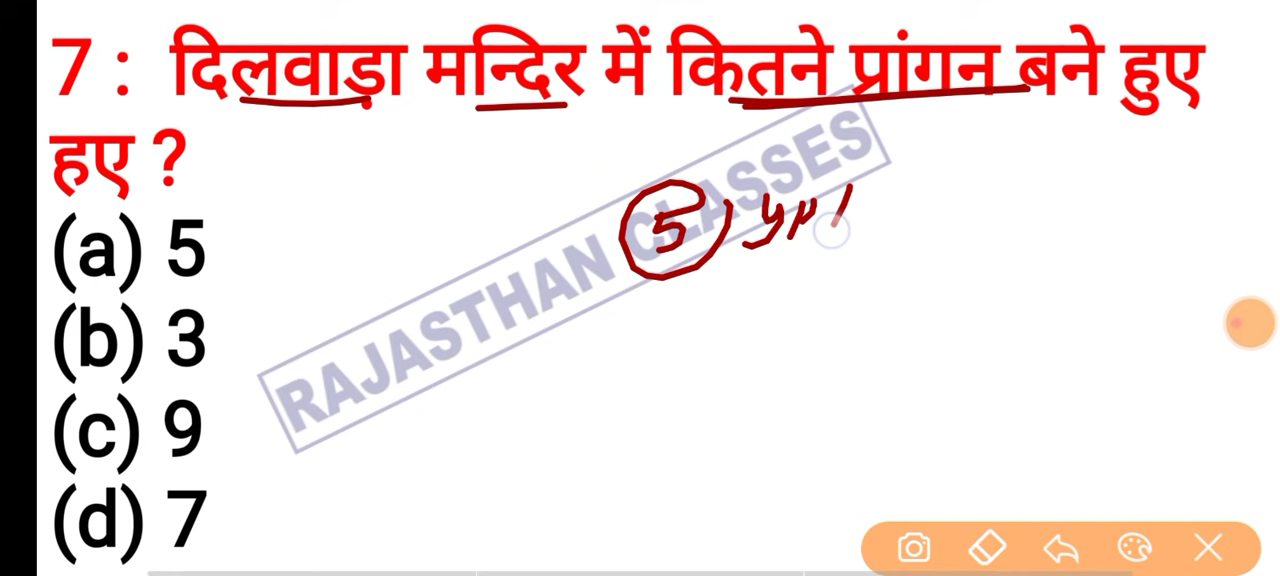 7 : दिलवाड़ा मन्दिर में कितने प्रांगन बने हुए
हए ?
(a) 5
(b) 3
(c) 9
(d) 7
5
RAJASTHAN CLASSES